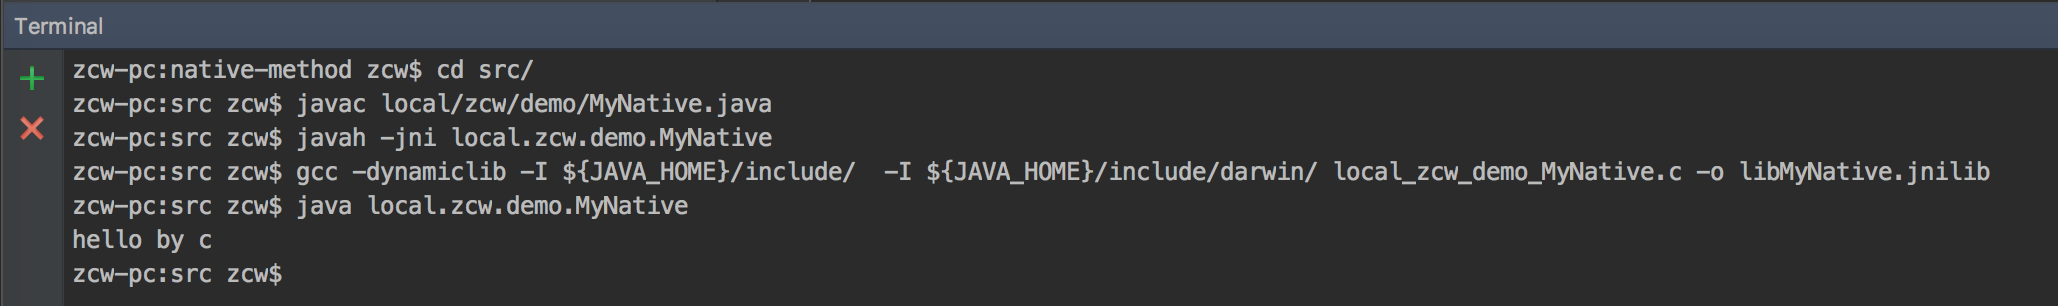 Terminal
zcw-pc:native-method zcw$ cd src/
zcw-pc:src zcw$ javac local/zcw/demo/MyNative.java
zcw-pc:src zcw$ javah -jni local.zcw.demo.MyNative
zcw-pc:src zcw$ gcc -dynamiclib -I ${JAVA_HOME}/include/  -I ${JAVA_HOME}/include/darwin/ local_zcw_demo_MyNative.c -o libMyNative.jnilib
zcw-pc:src zcw$ java local.zcw.demo.MyNative
hello by c
zcw-pc:src zcw$